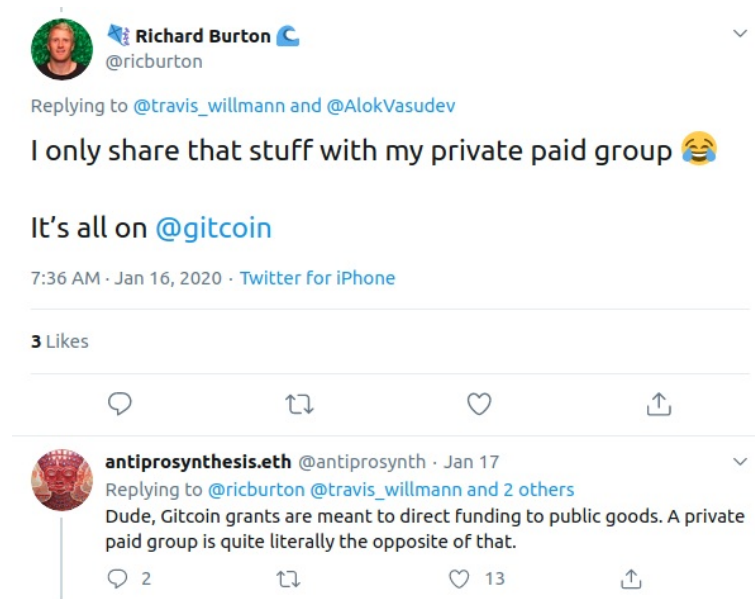 Richard Burton
@ricburton
Replying to @travis_willmann and @AlokVasudev
I only share that stuff with my private paid group 😂
It's all on @gitcoin
7:36 AM · Jan 16, 2020 · Twitter for iPhone
3 Likes
antiprosynthesis.eth @antiprosynth · Jan 17
Replying to @ricburton @travis_willmann and 2 others
Dude, Gitcoin grants are meant to direct funding to public goods. A private
paid group is quite literally the opposite of that.
2 13